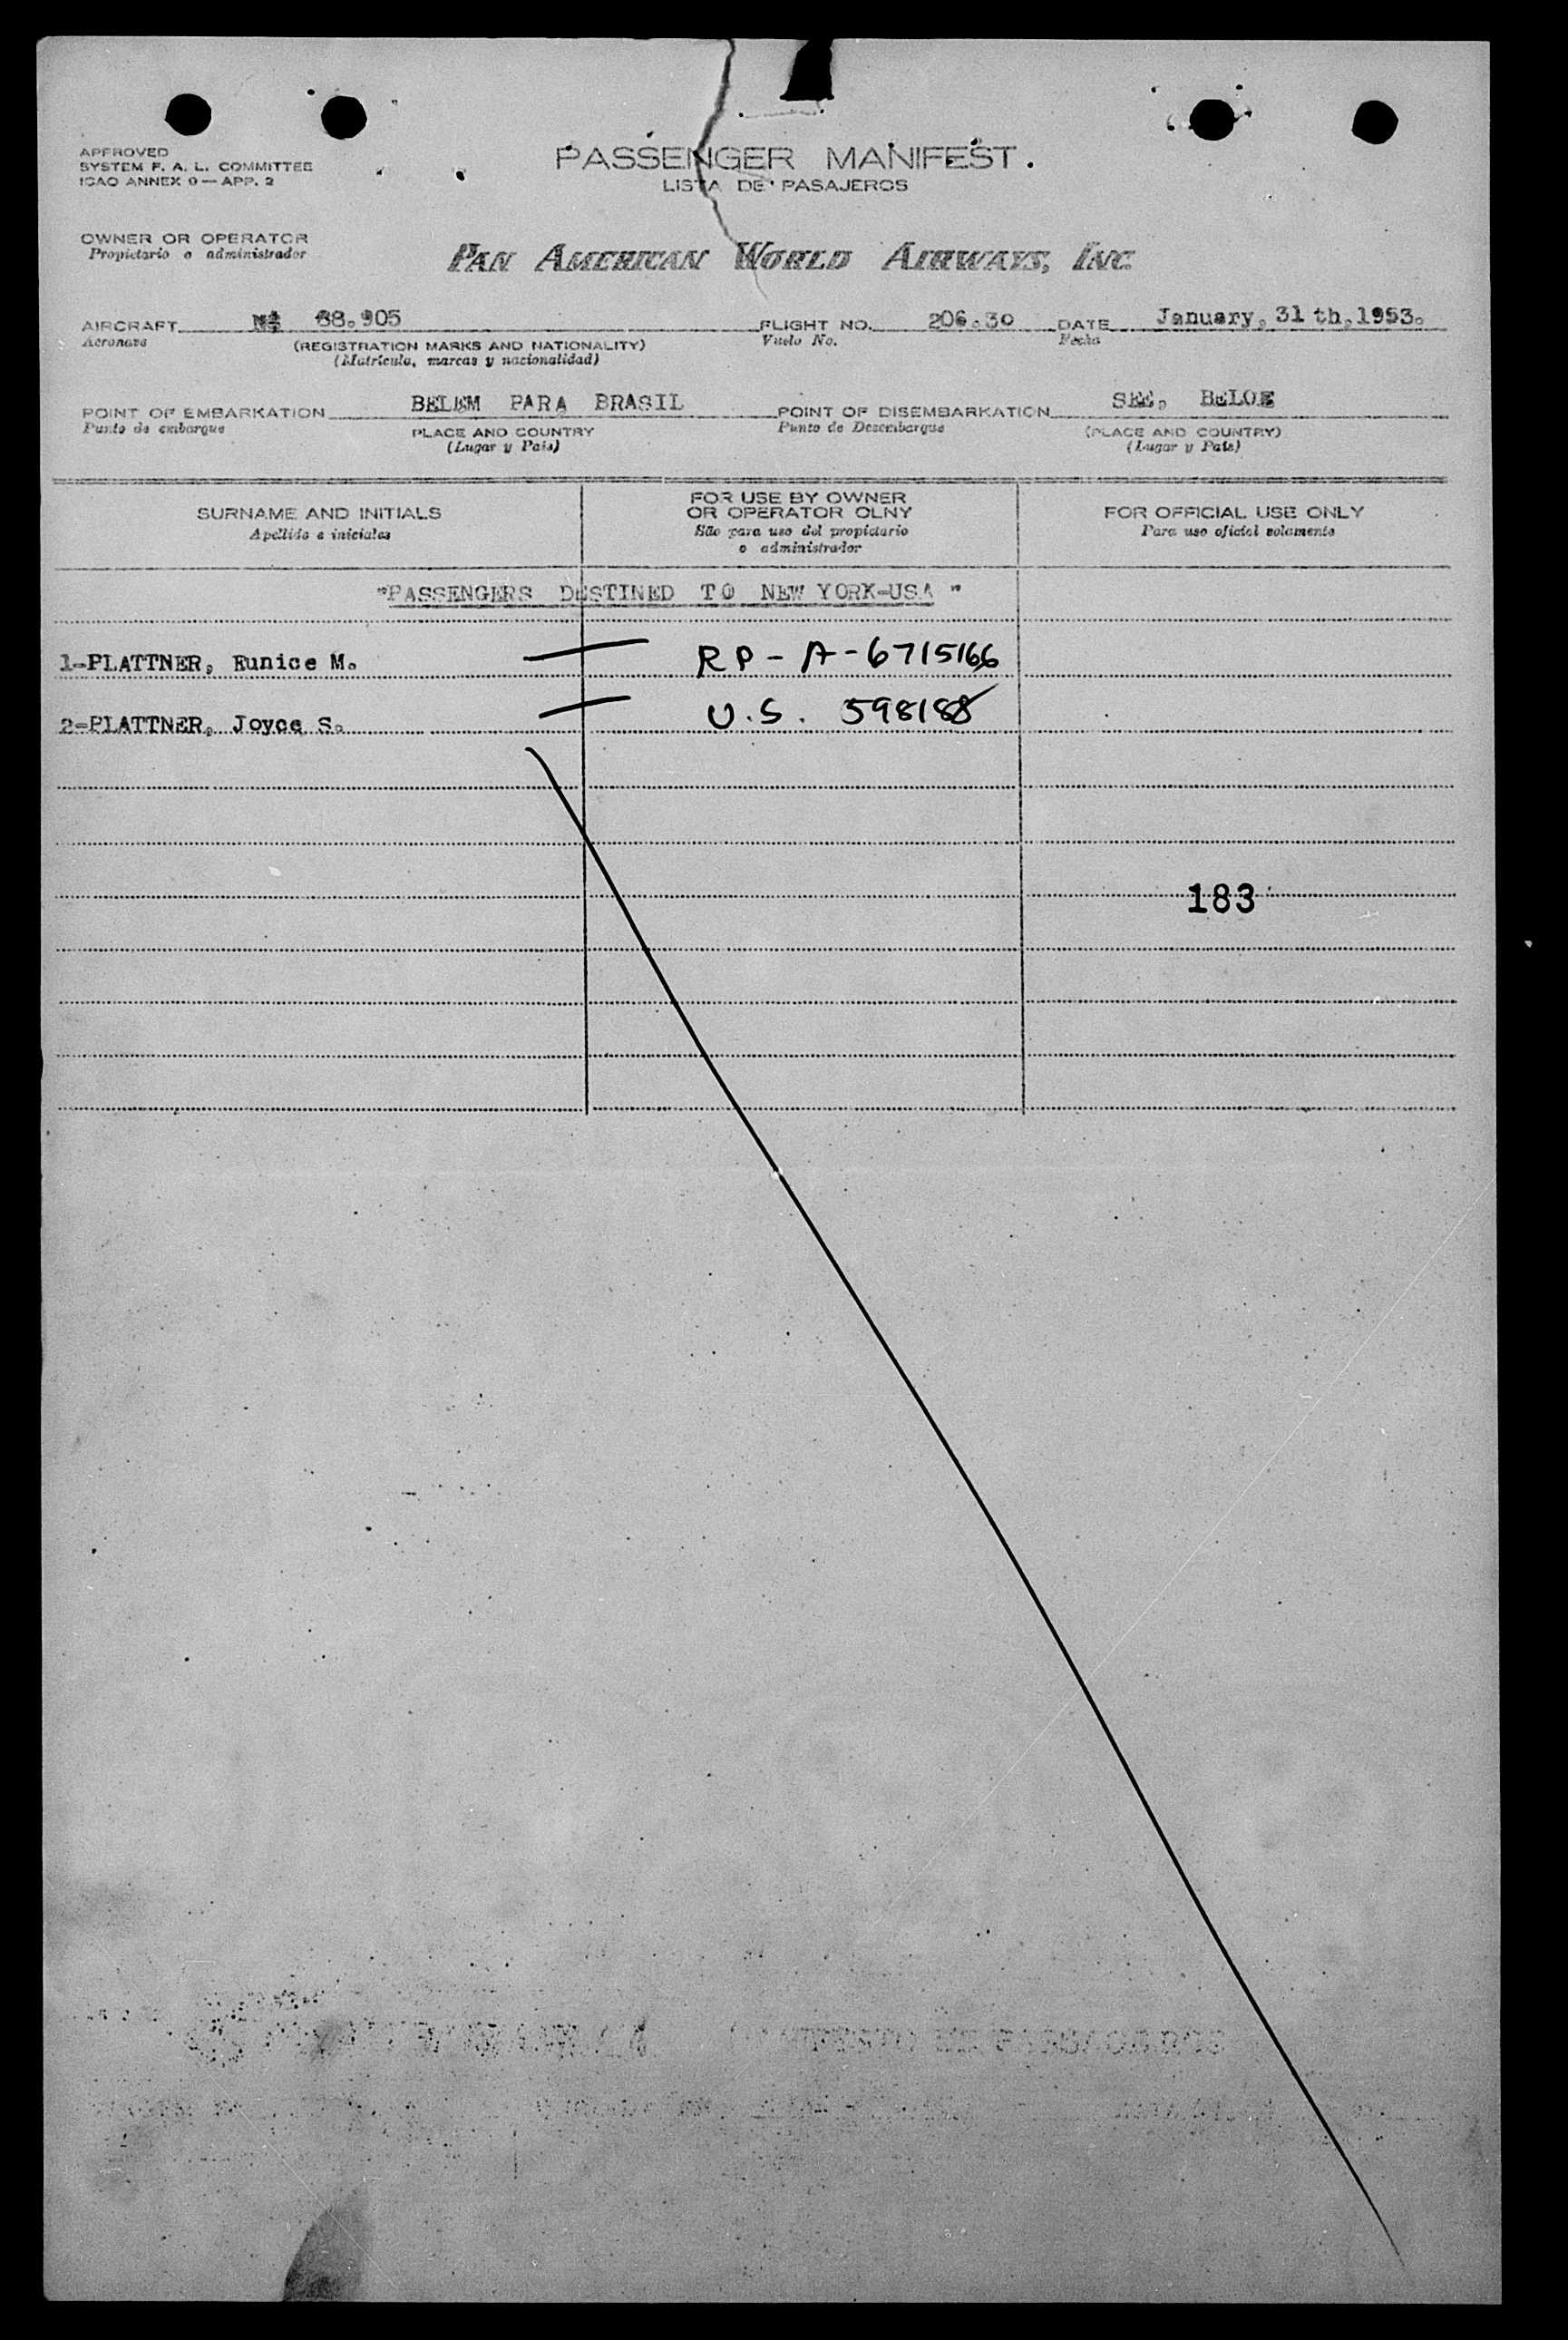 APPROVED
SYSTEM F. A. L. COMMITTEE
ICAO ANNEX 9 — APP. 2
PASSENGER MANIFEST.
LISTA DE PASAJEROS
OWNER OR OPERATOR
Propietario o administrador
PAN AMERICAN WORLD AIRWAYS, INC.
AIRCRAFT 88.905 FLIGHT NO. 206.30 DATE January, 31 th, 1953.
Aeronave (REGISTRATION MARKS AND NATIONALITY) Vuelo No. Fecha
(Matricula, marcas y nacionalidad)
POINT OF EMBARKATION BELEM PARA BRASIL POINT OF DISEMBARKATION SEE, BELOE
Punto de embarque PLACE AND COUNTRY Punto de Desembarque (PLACE AND COUNTRY)
(Lugar y País) (Lugar y País)
SURNAME AND INITIALS FOR USE BY OWNER OR OPERATOR OLNY FOR OFFICIAL USE ONLY
Apellido e iniciales São para uso del propietario o administrador Para uso oficial solamente
"PASSENGERS DESTINED TO NEW YORK-USA "
1-PLATTNER, Eunice M. RP-A-6715166
2-PLATTNER, Joyce S. U.S. 598188
183